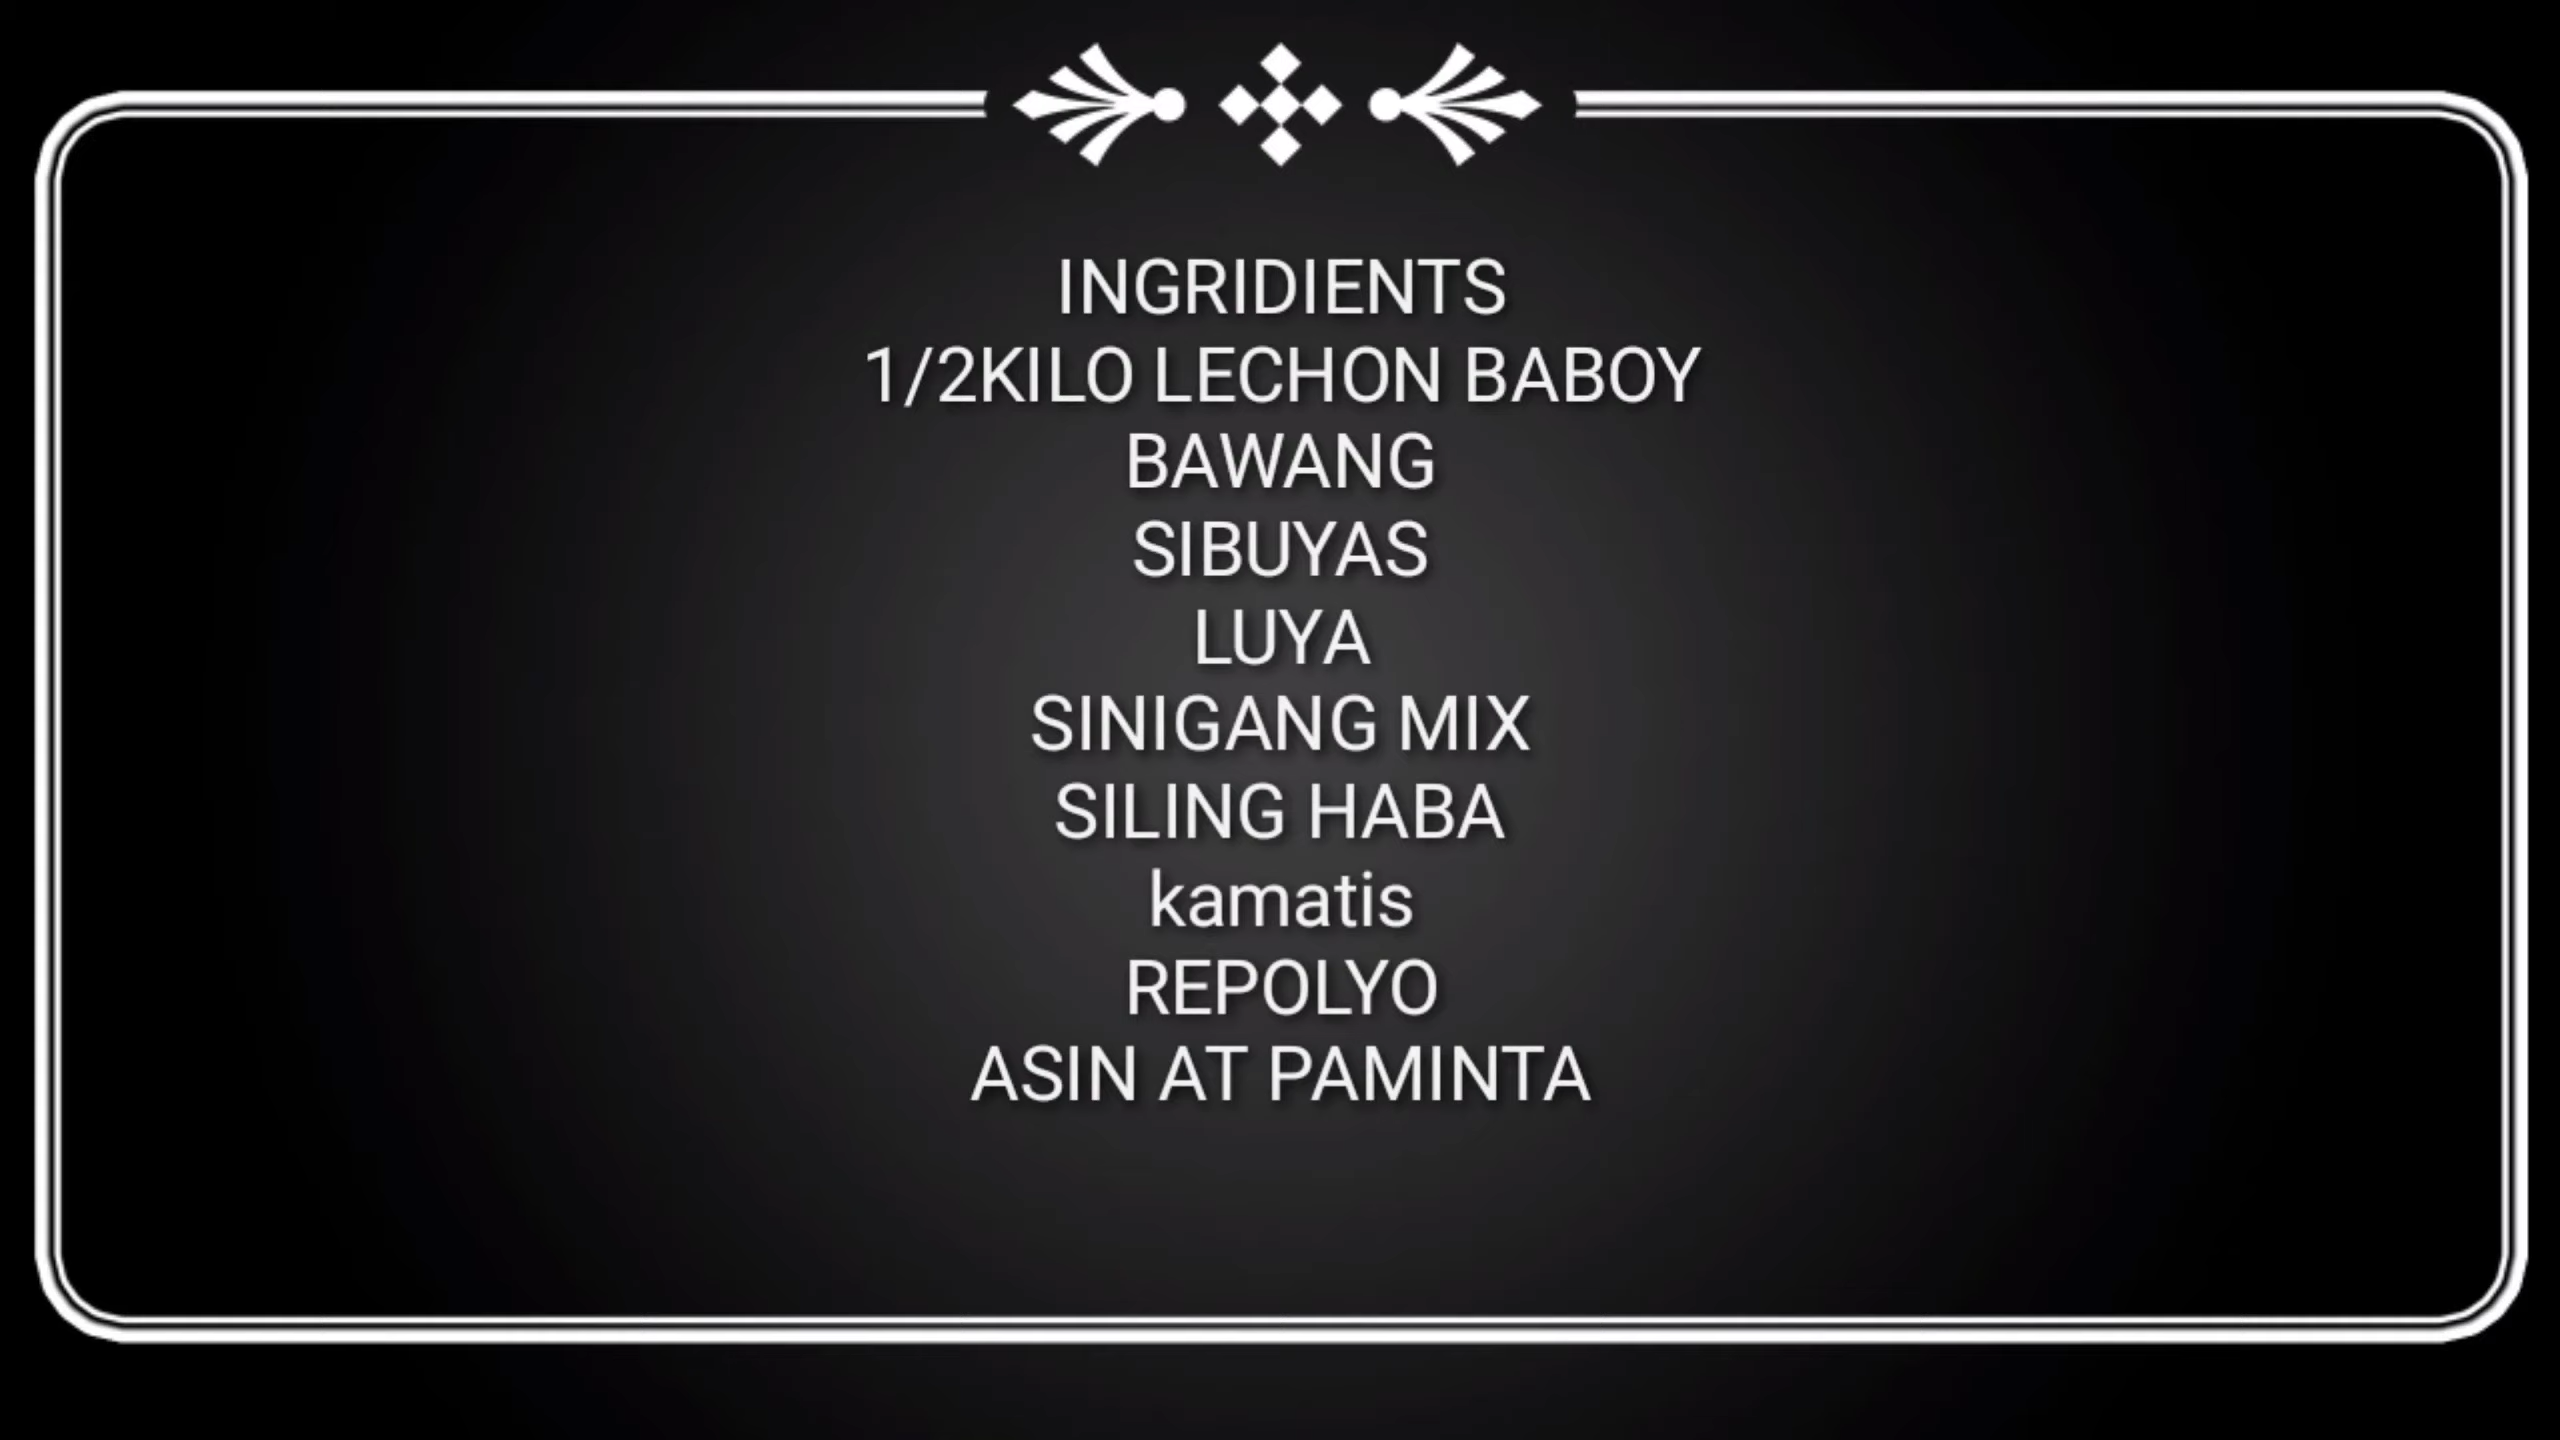 INGRIDIENTS
1/2KILO LECHON BABOY
BAWANG
SIBUYAS
LUYA
SINIGANG MIX
SILING HABA
kamatis
REPOLYO
ASIN AT PAMINTA